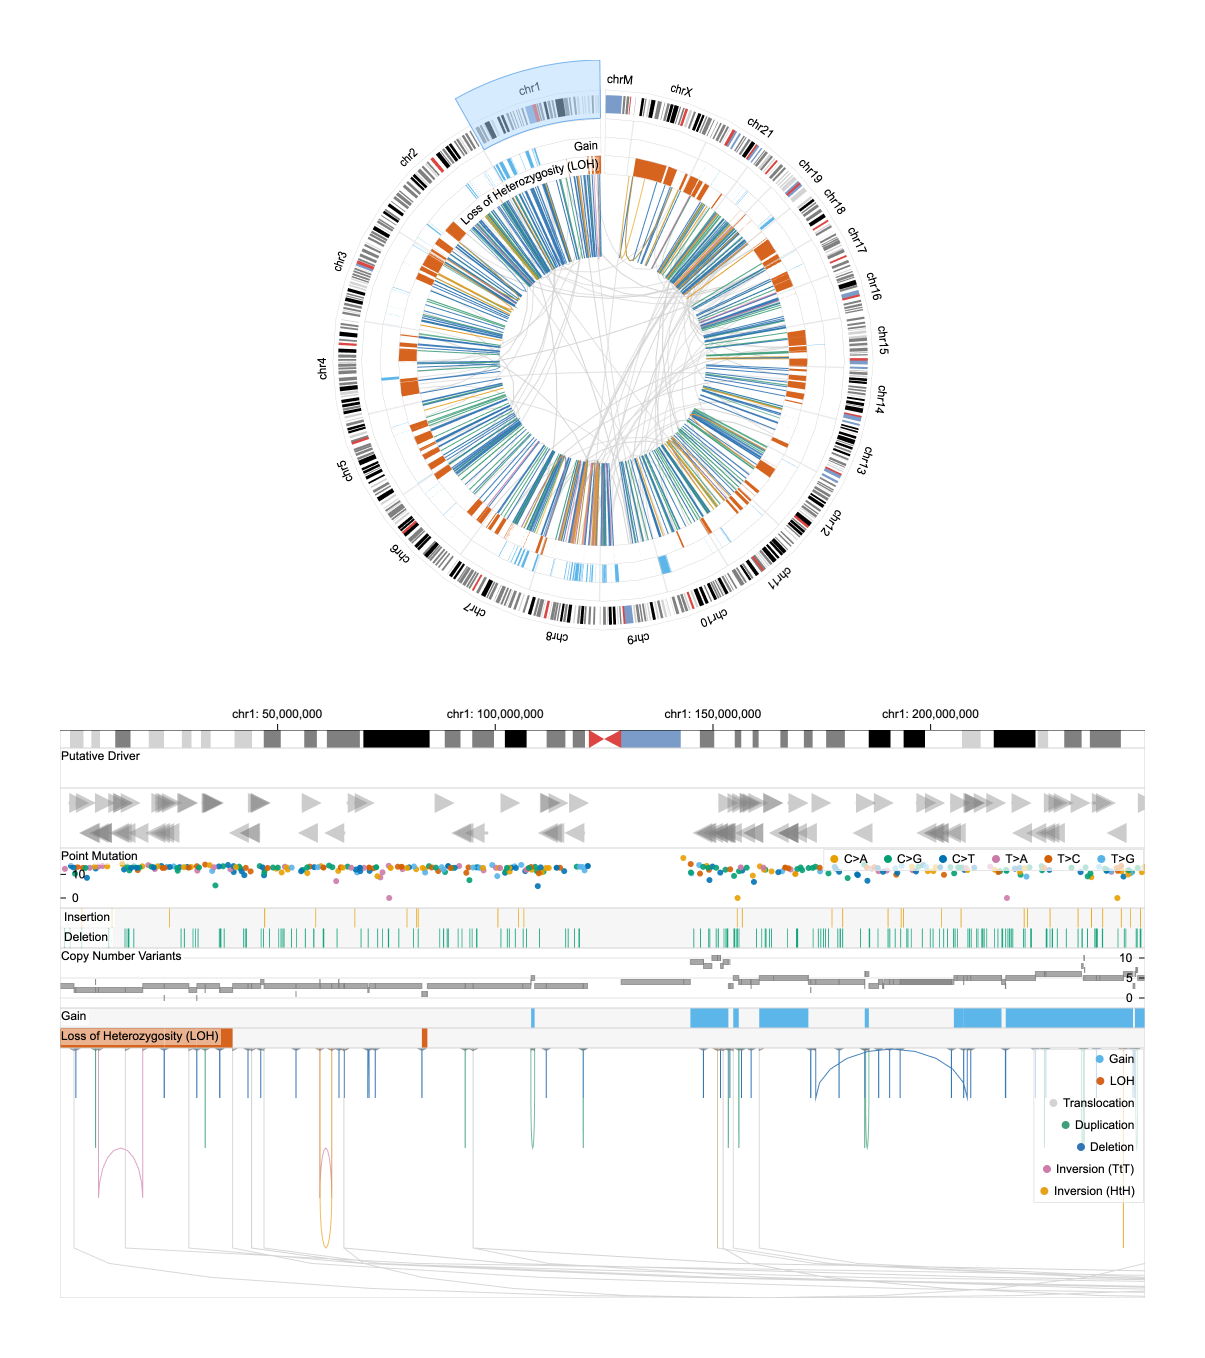 chr1
chrM
chrX
chr21
chr19
chr18
chr17
chr16
chr15
chr14
chr13
chr12
chr11
chr10
chr9
chr8
chr7
chr6
chr5
chr4
chr3
chr2
Gain
Loss of Heterozygosity (LOH)
chr1: 50,000,000 chr1: 100,000,000 chr1: 150,000,000 chr1: 200,000,000
Putative Driver
Point Mutation
C>A C>G C>T T>A T>C T>G
10
0
Insertion
Deletion
Copy Number Variants
10
5
0
Gain
Loss of Heterozygosity (LOH)
Gain
LOH
Translocation
Duplication
Deletion
Inversion (TtT)
Inversion (HtH)